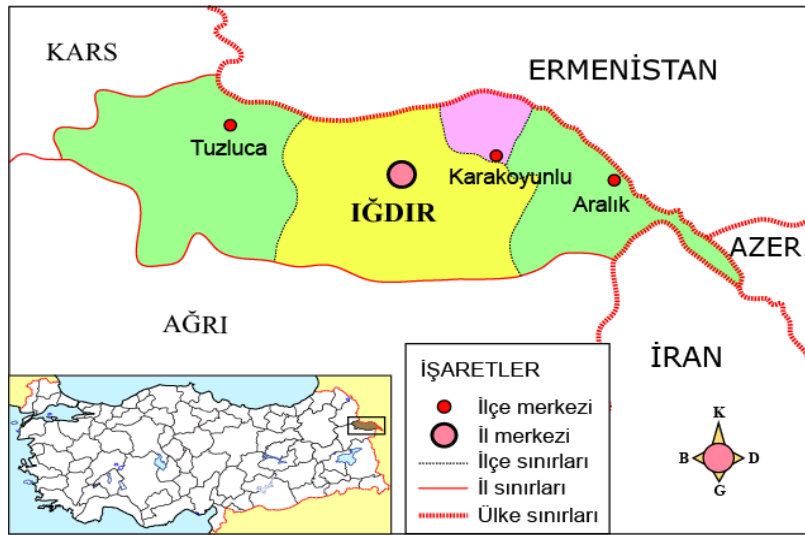 KARS
ERMENİSTAN
Tuzluca
Karakoyunlu
IĞDIR
Aralık
AZER.
AĞRI
İRAN
İŞARETLER
İlçe merkezi
İl merkezi
İlçe sınırları
İl sınırları
Ülke sınırları
K
B D
G